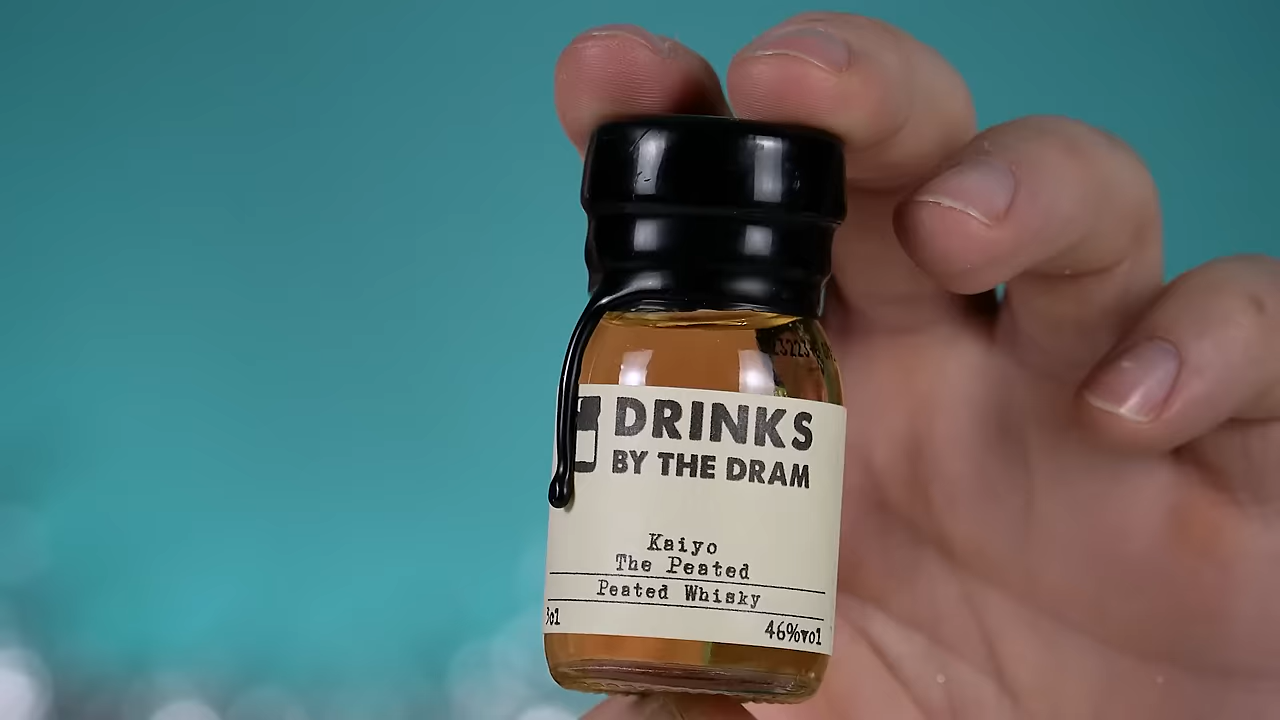 DRINKS
BY THE DRAM
Kaiyo
The Peated
Peated Whisky
46%vol